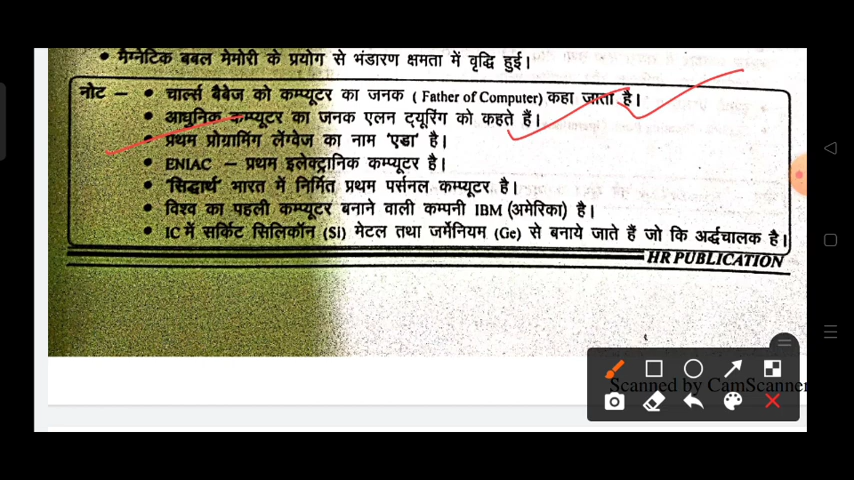 • मैग्नेटिक बबल मेमोरी के प्रयोग से भंडारण क्षमता में वृद्धि हुई।
नोट – • चार्ल्स बैबेज को कम्प्यूटर का जनक ( Father of Computer) कहा जाता है।
• आधुनिक कम्प्यूटर का जनक एलन ट्यूरिंग को कहते हैं।
• प्रथम प्रोग्रामिंग लेंग्वेज का नाम 'एडा' है।
• ENIAC – प्रथम इलेक्ट्रानिक कम्प्यूटर है।
• 'सिद्धार्थ' भारत में निर्मित प्रथम पर्सनल कम्प्यूटर है।
• विश्व का पहली कम्प्यूटर बनाने वाली कम्पनी IBM (अमेरिका) है।
• IC में सर्किट सिलिकॉन (SI) मेटल तथा जर्मेनियम (Ge) से बनाये जाते हैं जो कि अर्द्धचालक है।
HR PUBLICATION
Scanned by CamScanner